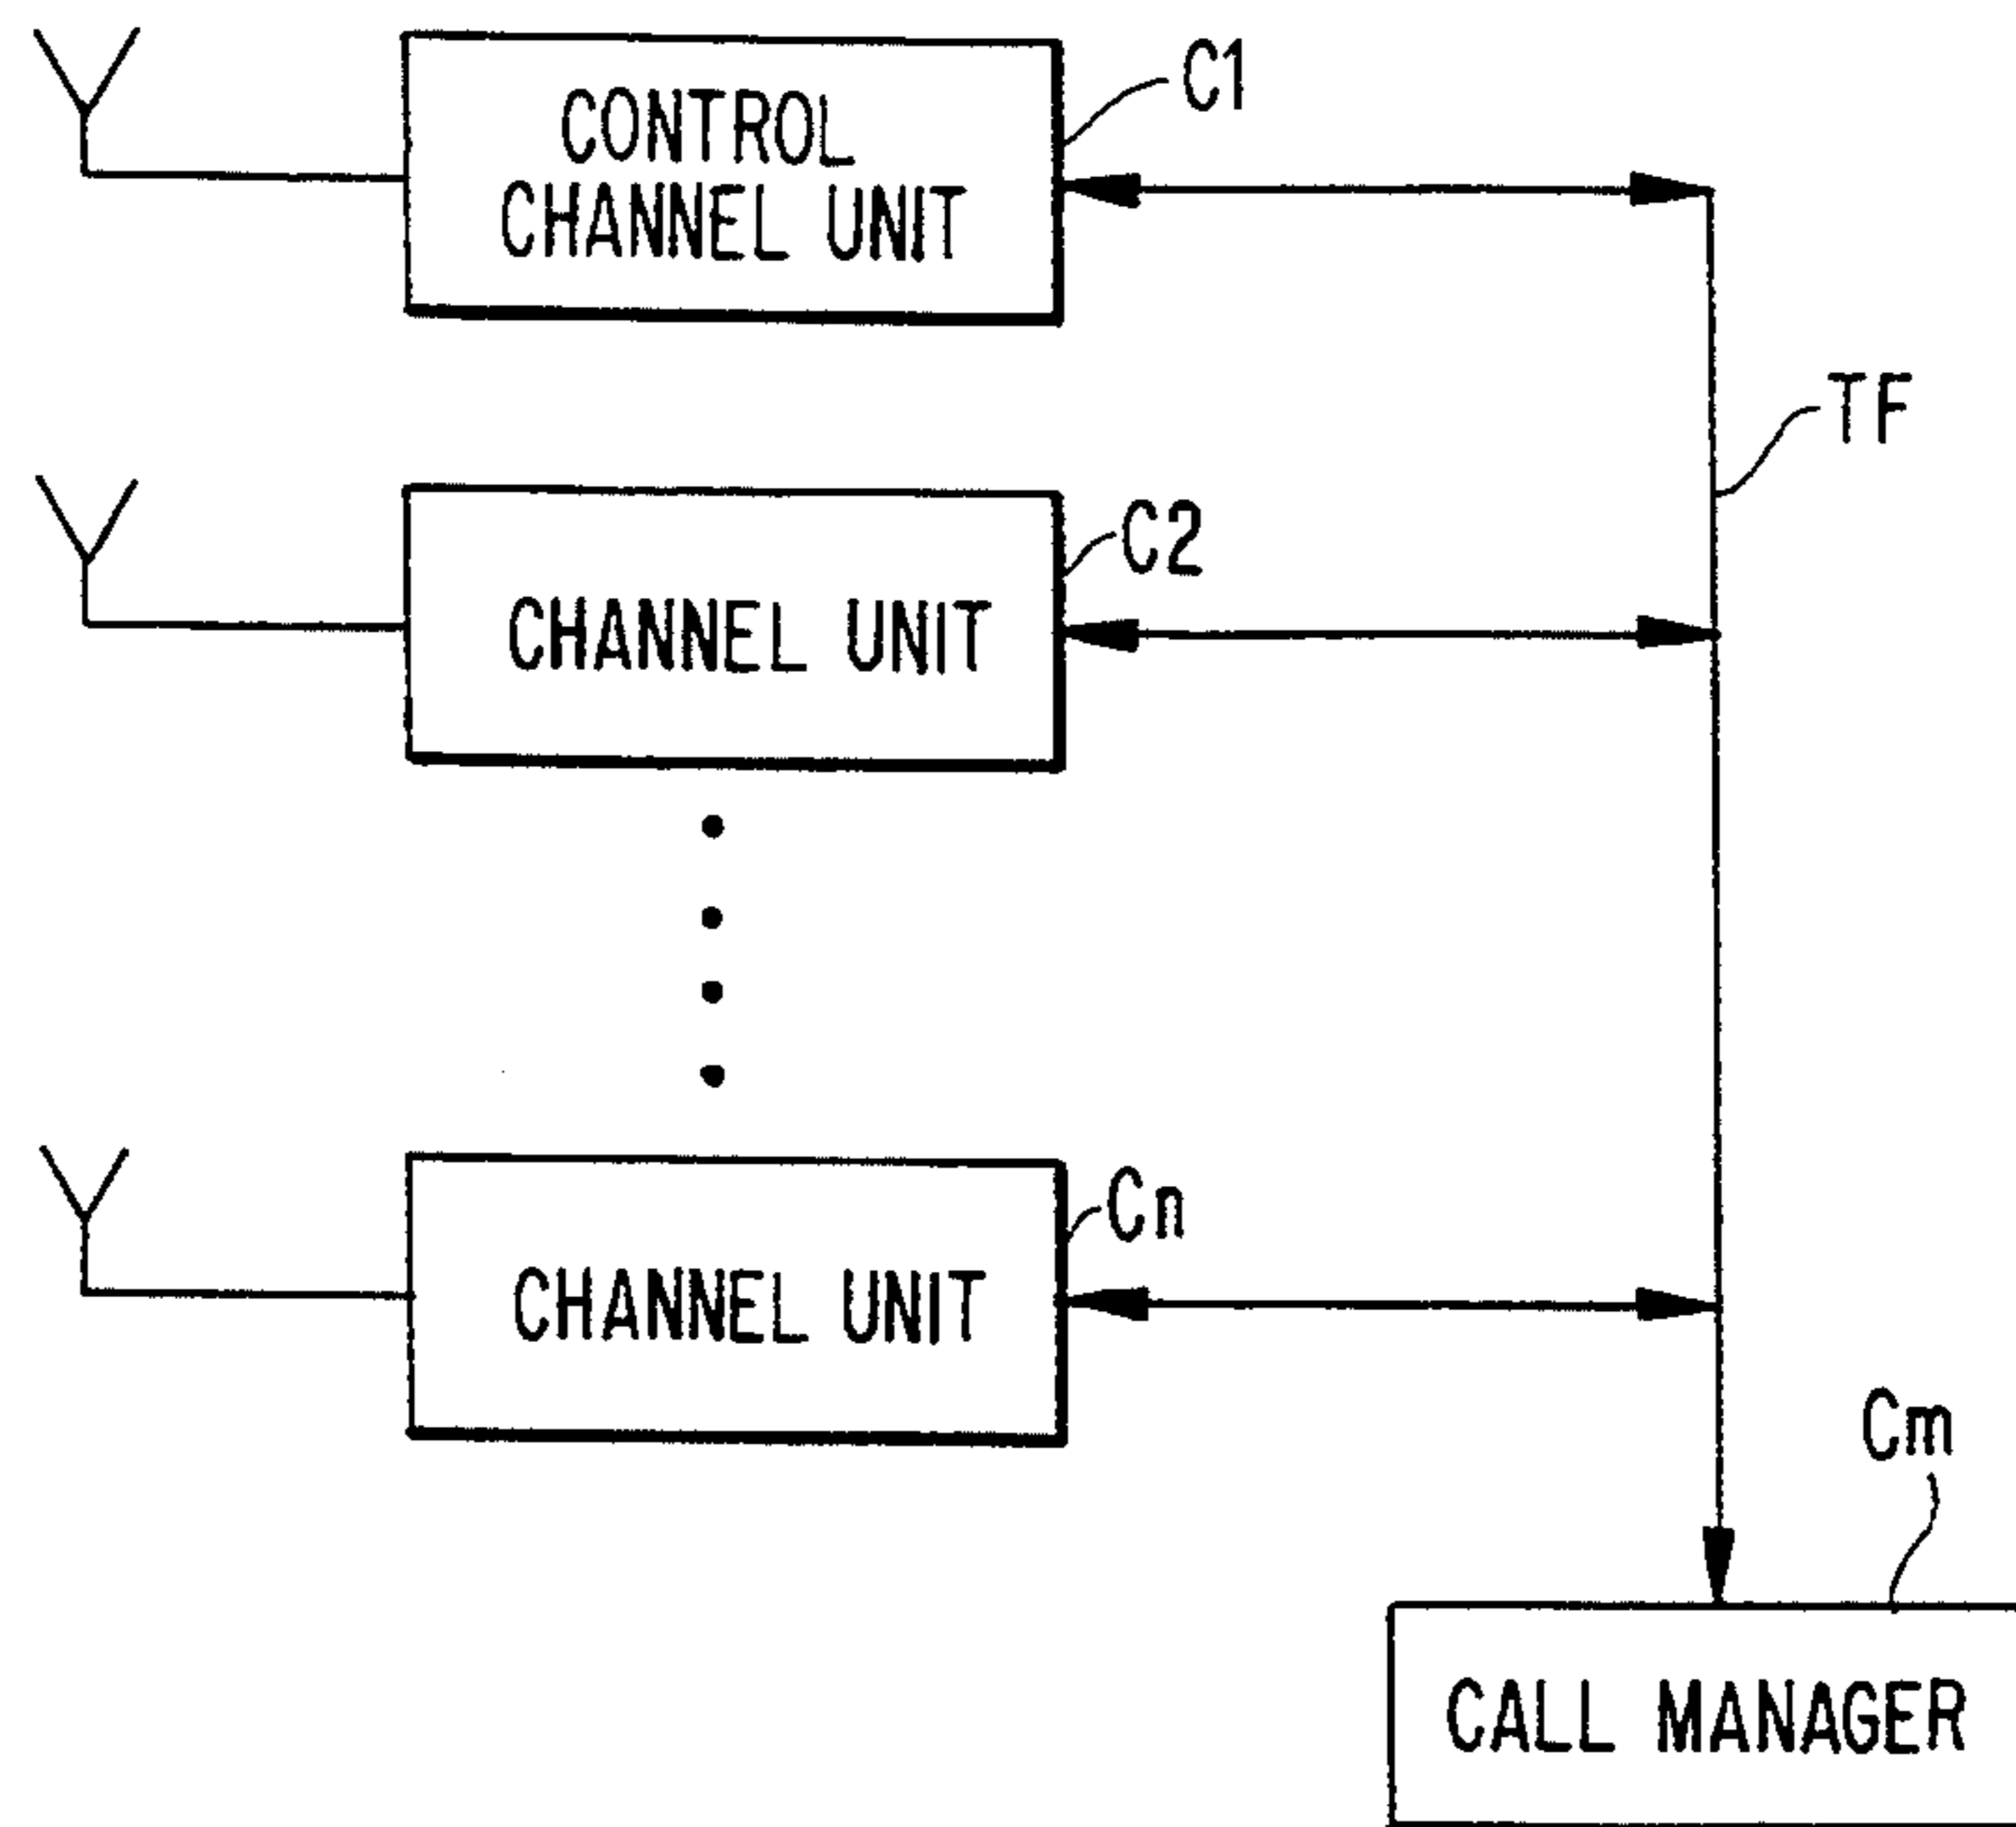 C1
CONTROL
CHANNEL UNIT
TF
C2
CHANNEL UNIT
Cn
CHANNEL UNIT
Cm
CALL MANAGER